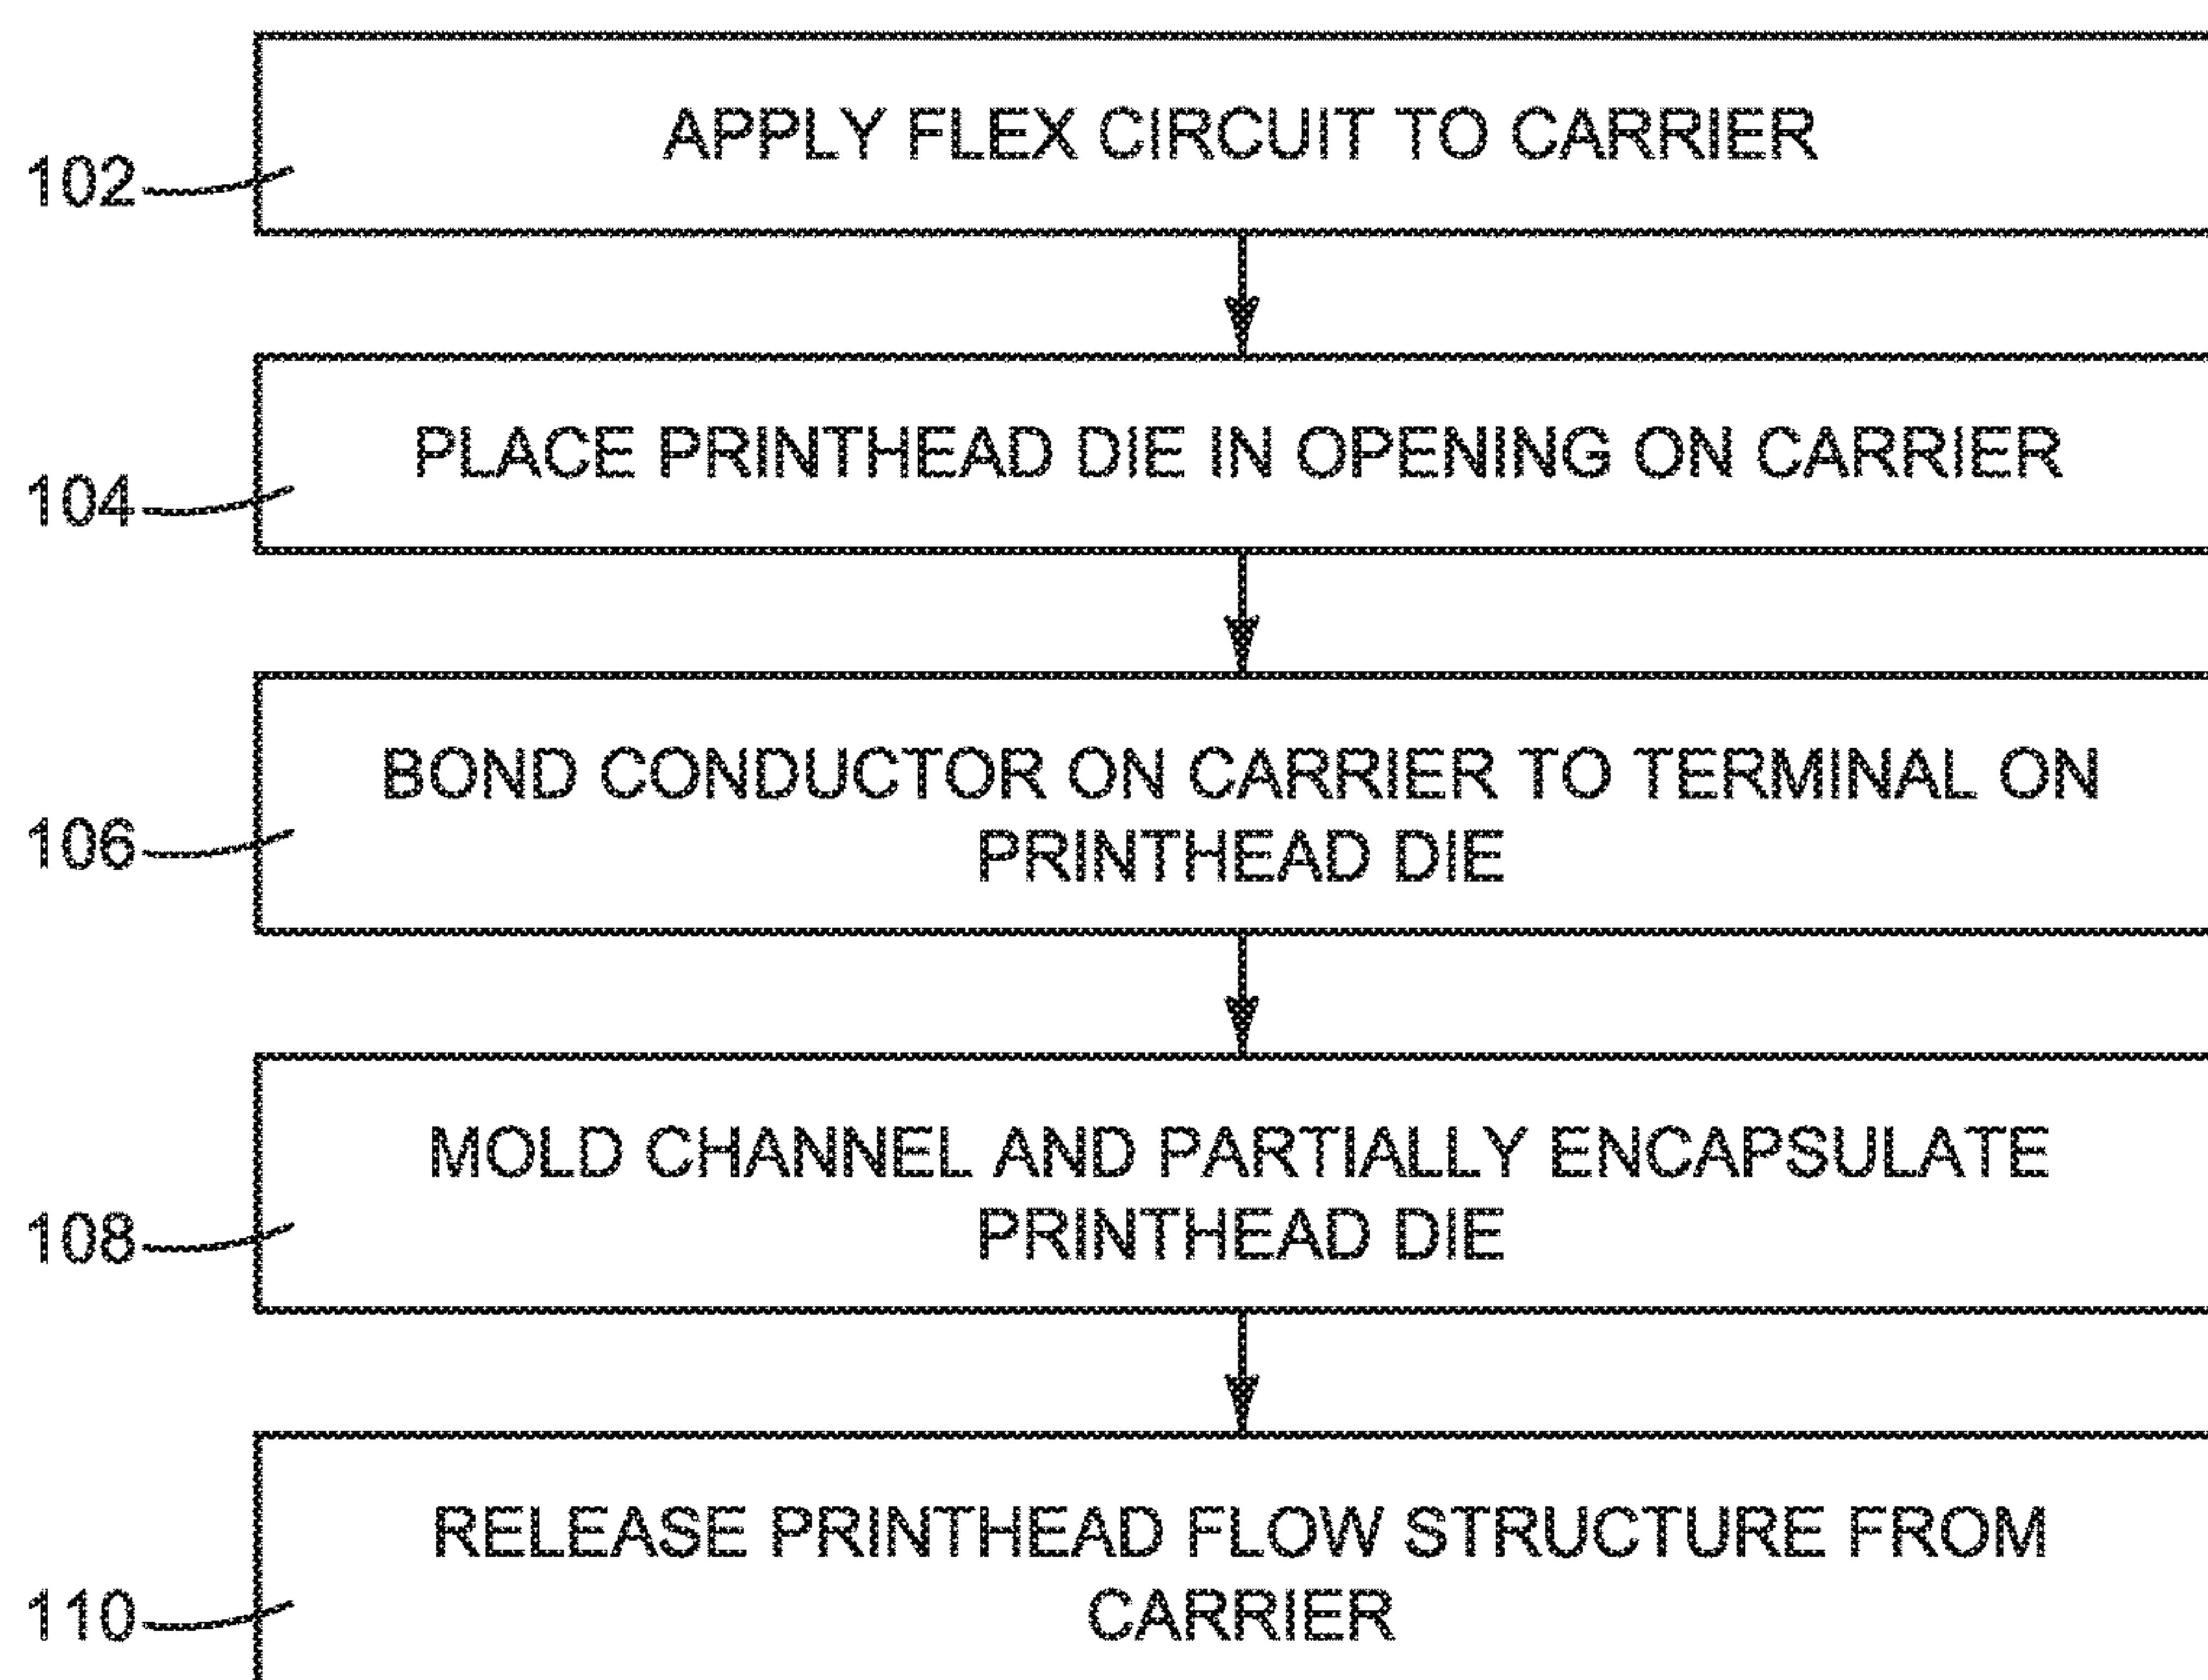 APPLY FLEX CIRCUIT TO CARRIER
102
PLACE PRINTHEAD DIE IN OPENING ON CARRIER
104
BOND CONDUCTOR ON CARRIER TO TERMINAL ON
PRINTHEAD DIE
106
MOLD CHANNEL AND PARTIALLY ENCAPSULATE
PRINTHEAD DIE
108
RELEASE PRINTHEAD FLOW STRUCTURE FROM
CARRIER
110